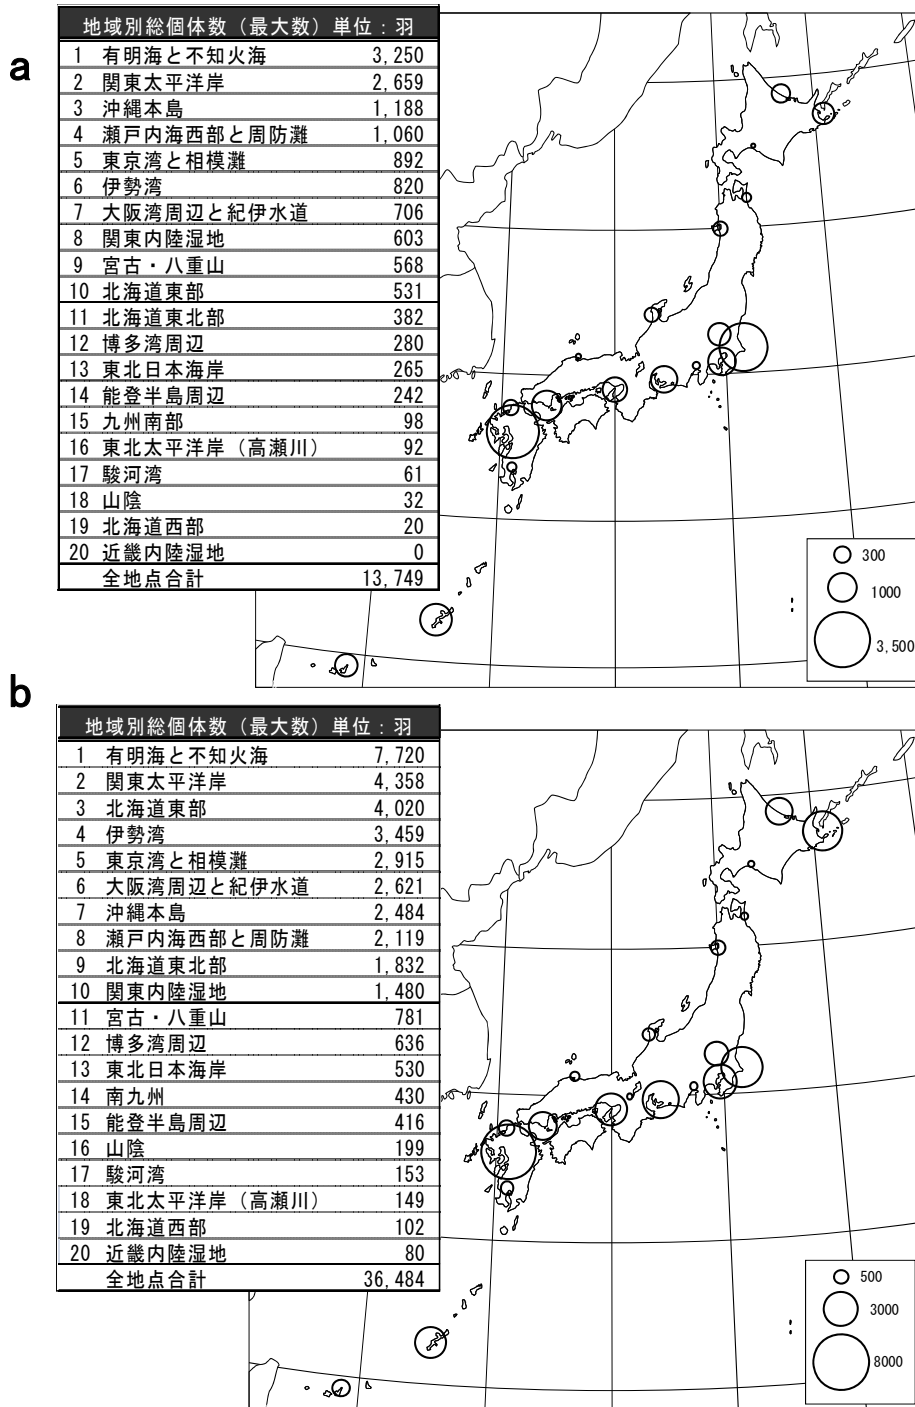 a
地域別総個体数（最大数）単位：羽
1 有明海と不知火海 3,250
2 関東太平洋岸 2,659
3 沖縄本島 1,188
4 瀬戸内海西部と周防灘 1,060
5 東京湾と相模灘 892
6 伊勢湾 820
7 大阪湾周辺と紀伊水道 706
8 関東内陸湿地 603
9 宮古・八重山 568
10 北海道東部 531
11 北海道東北部 382
12 博多湾周辺 280
13 東北日本海岸 265
14 能登半島周辺 242
15 九州南部 98
16 東北太平洋岸（高瀬川） 92
17 駿河湾 61
18 山陰 32
19 北海道西部 20
20 近畿内陸湿地 0
全地点合計 13,749
300
1000
3,500
b
地域別総個体数（最大数）単位：羽
1 有明海と不知火海 7,720
2 関東太平洋岸 4,358
3 北海道東部 4,020
4 伊勢湾 3,459
5 東京湾と相模灘 2,915
6 大阪湾周辺と紀伊水道 2,621
7 沖縄本島 2,484
8 瀬戸内海西部と周防灘 2,119
9 北海道東北部 1,832
10 関東内陸湿地 1,480
11 宮古・八重山 781
12 博多湾周辺 636
13 東北日本海岸 530
14 南九州 430
15 能登半島周辺 416
16 山陰 199
17 駿河湾 153
18 東北太平洋岸（高瀬川） 149
19 北海道西部 102
20 近畿内陸湿地 80
全地点合計 36,484
500
3000
8000